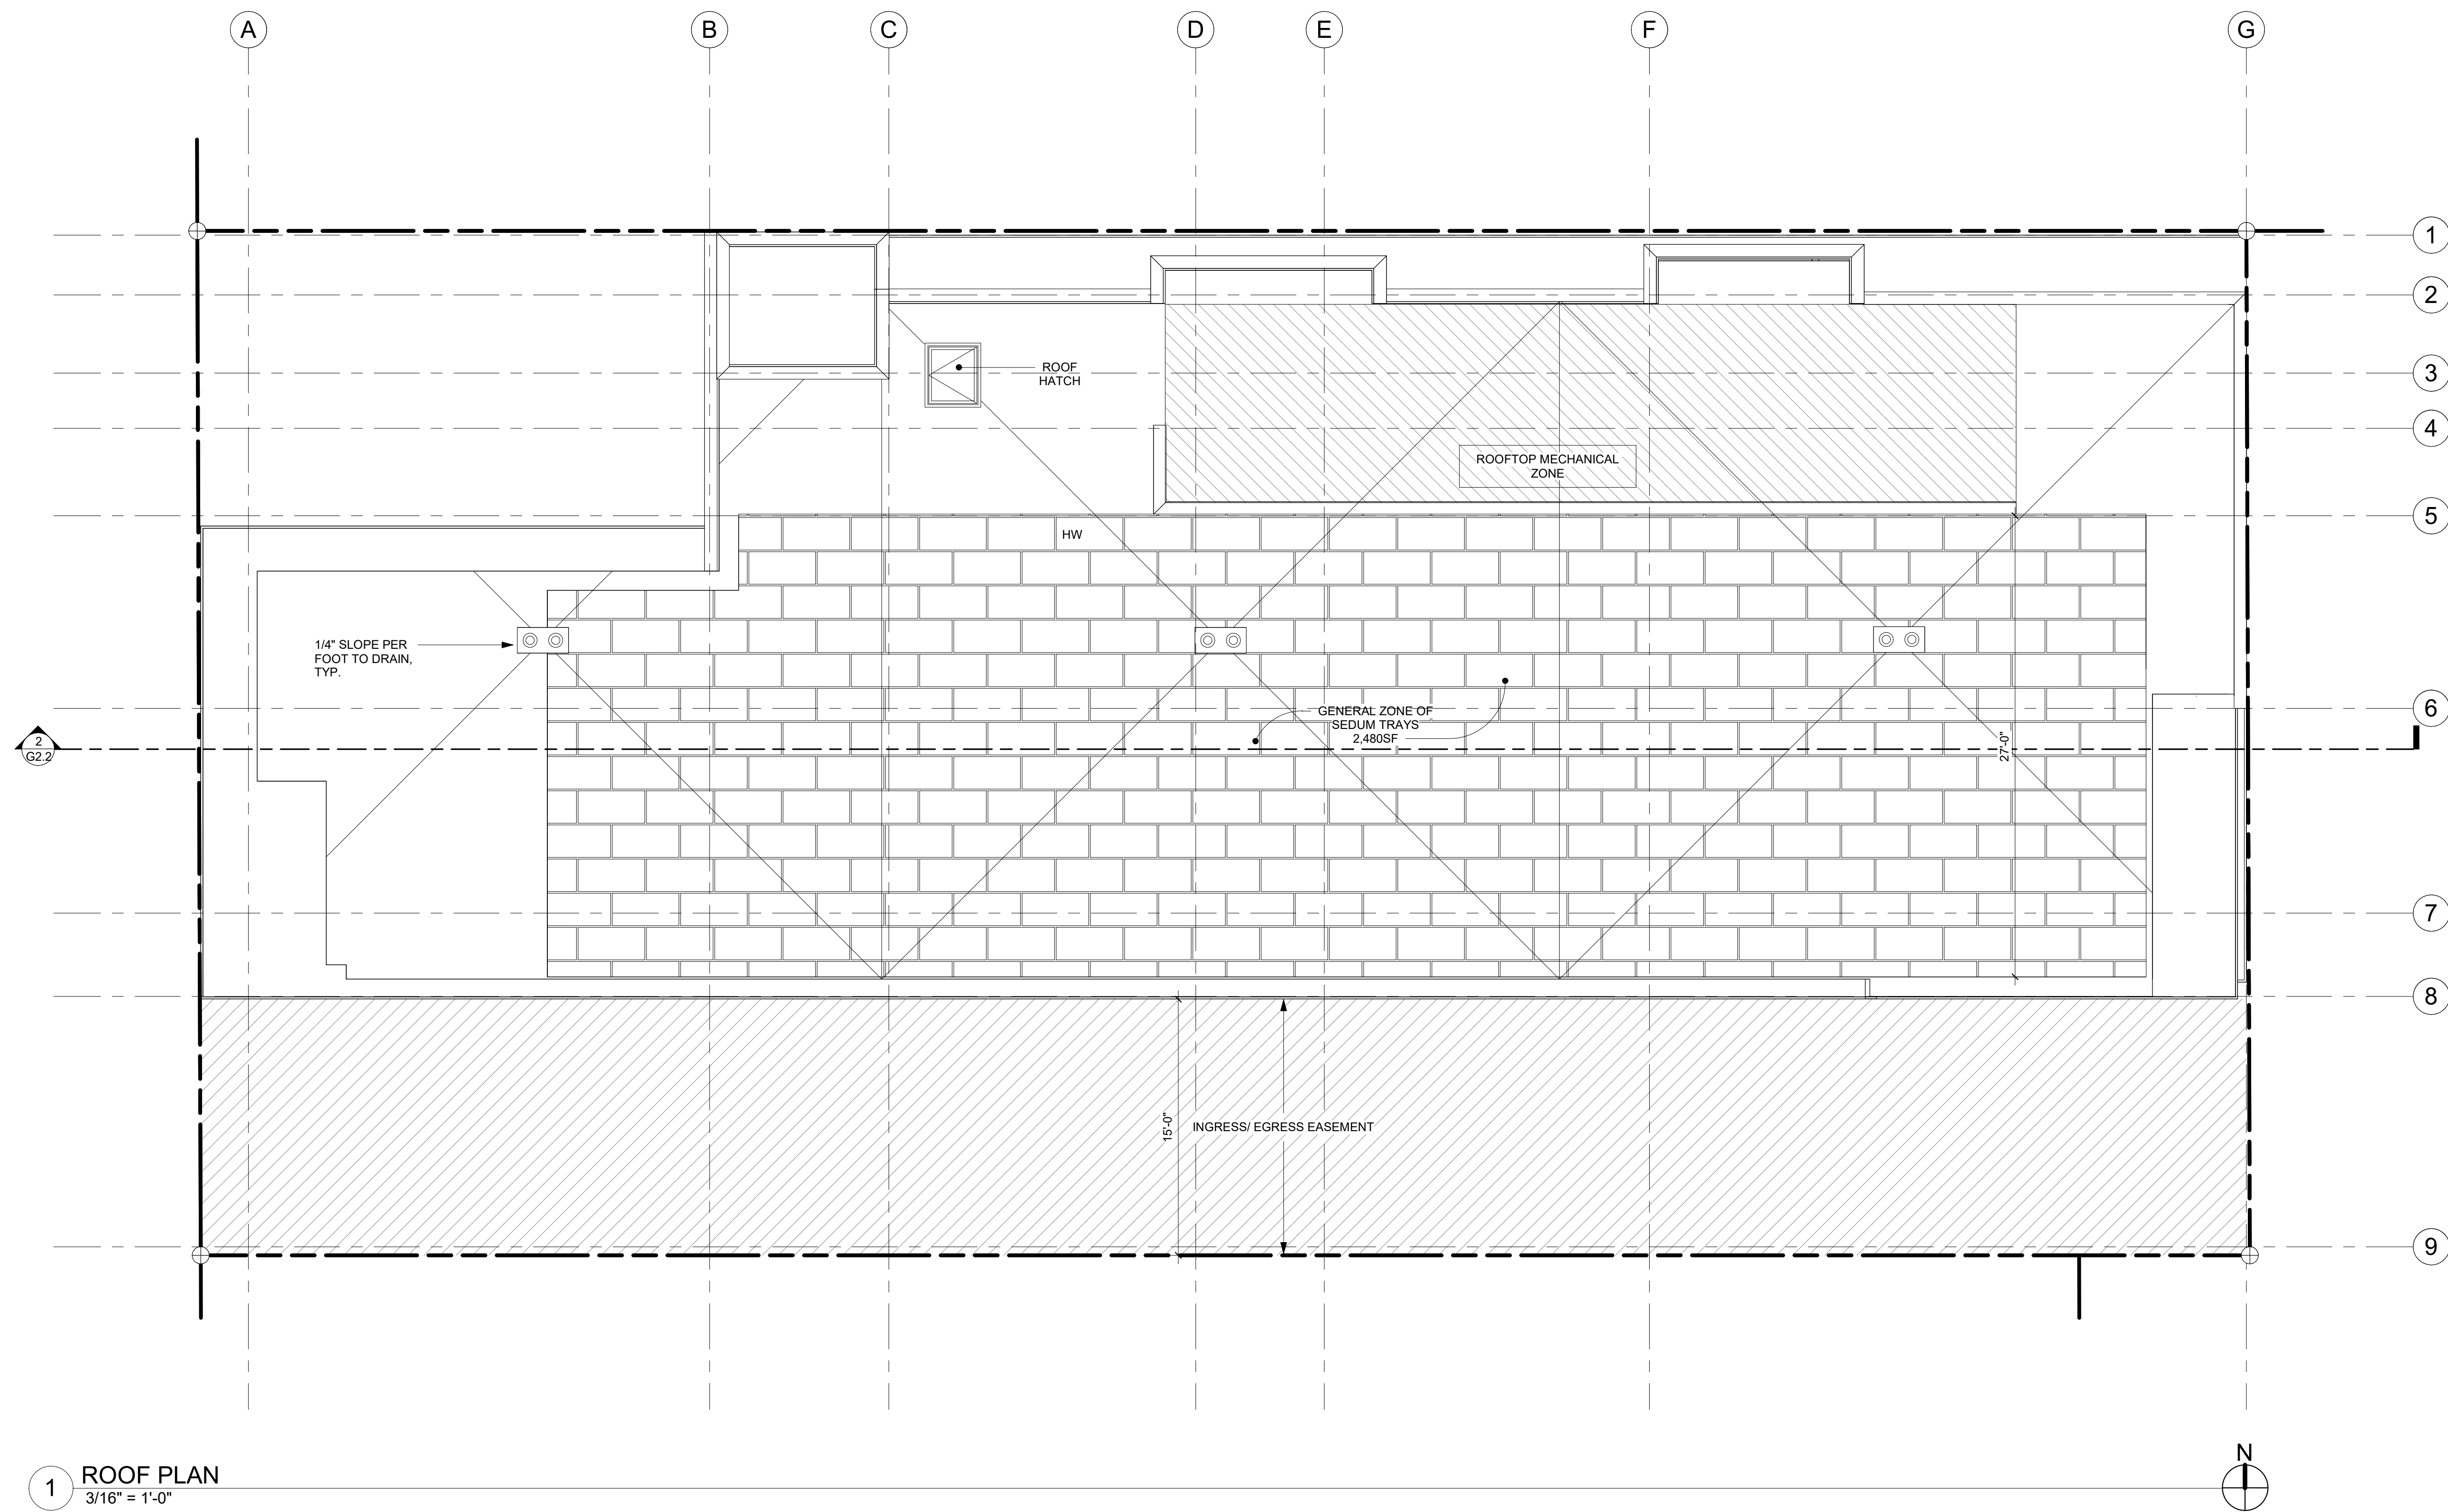 A
B
C
D
E
F
G
1
2
3
4
5
6
7
8
9
ROOF
HATCH
ROOFTOP MECHANICAL
ZONE
HW
1/4" SLOPE PER
FOOT TO DRAIN,
TYP.
GENERAL ZONE OF
SEDUM TRAYS
2,480SF
27'-0"
2
G2.2
15'-0"
INGRESS/ EGRESS EASEMENT
N
1
ROOF PLAN
3/16" = 1'-0"